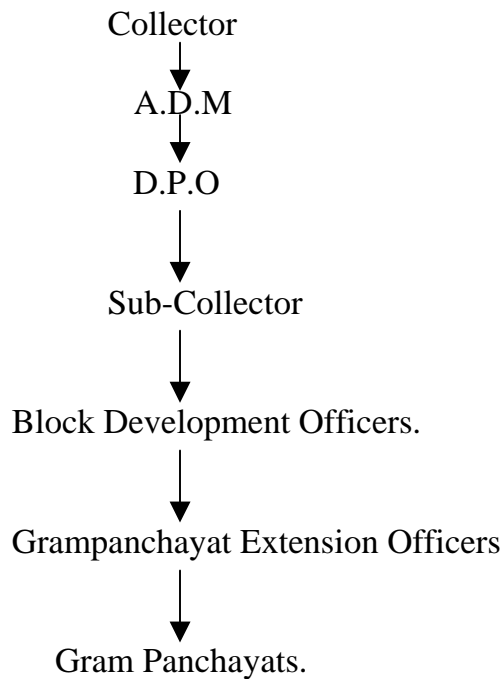 Collector
A.D.M
D.P.O
Sub-Collector
Block Development Officers.
Grampanchayat Extension Officers
Gram Panchayats.